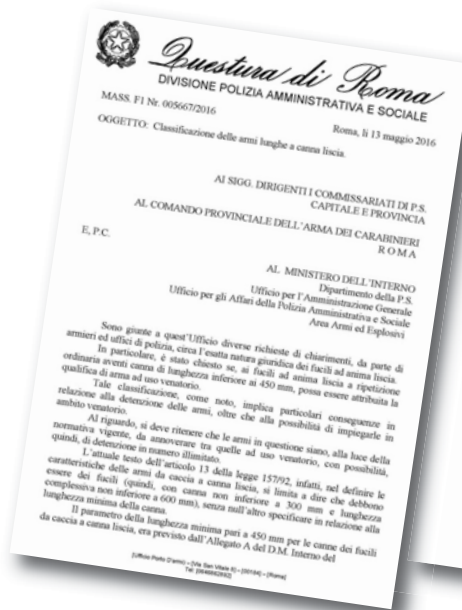 Questura di Roma
DIVISIONE POLIZIA AMMINISTRATIVA E SOCIALE
MASS. F1 Nr. 005667/2016
Roma, li 13 maggio 2016
OGGETTO: Classificazione delle armi lunghe a canna liscia.
AI SIGG. DIRIGENTI I COMMISSARIATI DI P.S.
CAPITALE E PROVINCIA
AL COMANDO PROVINCIALE DELL'ARMA DEI CARABINIERI
R O M A
E, P.C.
AL MINISTERO DELL'INTERNO
Dipartimento della P.S.
Ufficio per l'Amministrazione Generale
Ufficio per gli Affari della Polizia Amministrativa e Sociale
Area Armi ed Esplosivi
Sono giunte a quest'Ufficio diverse richieste di chiarimenti, da parte di
armieri ed uffici di polizia, circa l'esatta natura giuridica dei fucili ad anima liscia.
In particolare, è stato chiesto se, ai fucili ad anima liscia a ripetizione
ordinaria aventi canna di lunghezza inferiore ai 450 mm, possa essere attribuita la
qualifica di arma ad uso venatorio.
Tale classificazione, come noto, implica particolari conseguenze in
relazione alla detenzione delle armi, oltre che alla possibilità di impiegarle in
ambito venatorio.
Al riguardo, si deve ritenere che le armi in questione siano, alla luce della
normativa vigente, da annoverare tra quelle ad uso venatorio, con possibilità,
quindi, di detenzione in numero illimitato.
L'attuale testo dell'articolo 13 della legge 157/92, infatti, nel definire le
caratteristiche delle armi da caccia a canna liscia, si limita a dire che debbono
essere dei fucili (quindi, con canna non inferiore a 300 mm e lunghezza
complessiva non inferiore a 600 mm), senza null'altro specificare in relazione alla
lunghezza minima della canna.
Il parametro della lunghezza minima pari a 450 mm per le canne dei fucili
da caccia a canna liscia, era previsto dall'Allegato A del D.M. Interno del
[Ufficio Porto D'armi – [Via San Vitale – [00184] – [Roma]